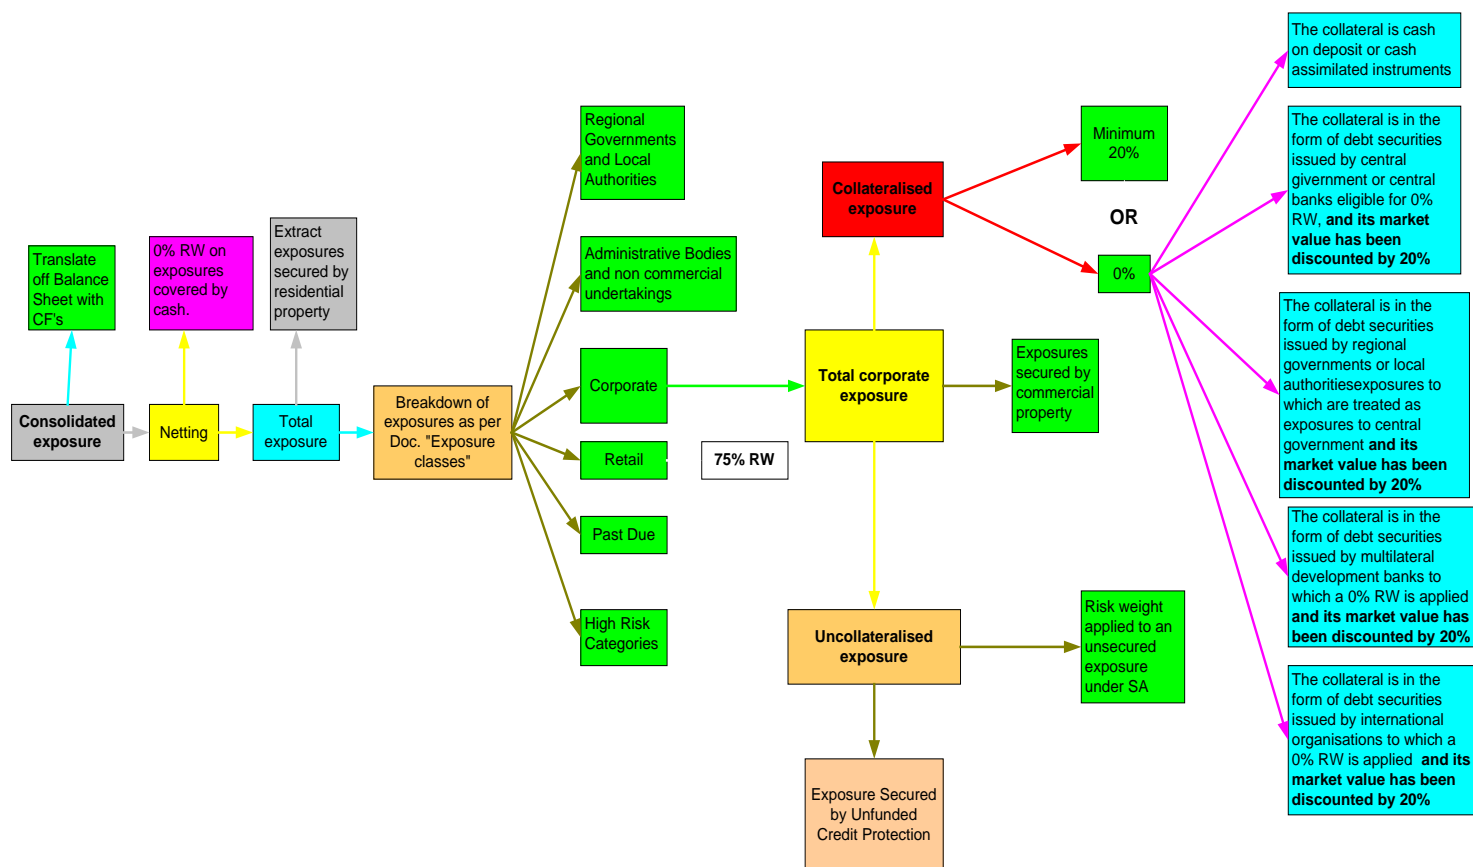 Translate
off Balance
Sheet with
CF's
0% RW on
exposures
covered by
cash.
Extract
exposures
secured by
residential
property
Consolidated
exposure
Netting
Total
exposure
Breakdown of
exposures as per
Doc. "Exposure
classes"
Regional
Governments
and Local
Authorities
Administrative Bodies
and non commercial
undertakings
Corporate
Retail
75% RW
Past Due
High Risk
Categories
Collateralised
exposure
Total corporate
exposure
Exposures
secured by
commercial
property
Uncollateralised
exposure
Risk weight
applied to an
unsecured
exposure
under SA
Exposure Secured
by Unfunded
Credit Protection
Minimum
20%
OR
0%
The collateral is cash
on deposit or cash
assimilated instruments
The collateral is in the
form of debt securities
issued by central
givernment or central
banks eligible for 0%
RW, and its market
value has been
discounted by 20%
The collateral is in the
form of debt securities
issued by regional
governments or local
authoritiesexposures to
which are treated as
exposures to central
government and its
market value has been
discounted by 20%
The collateral is in the
form of debt securities
issued by multilateral
development banks to
which a 0% RW is applied
and its market value has
been discounted by 20%
The collateral is in the
form of debt securities
issued by international
organisations to which a
0% RW is applied and its
market value has been
discounted by 20%